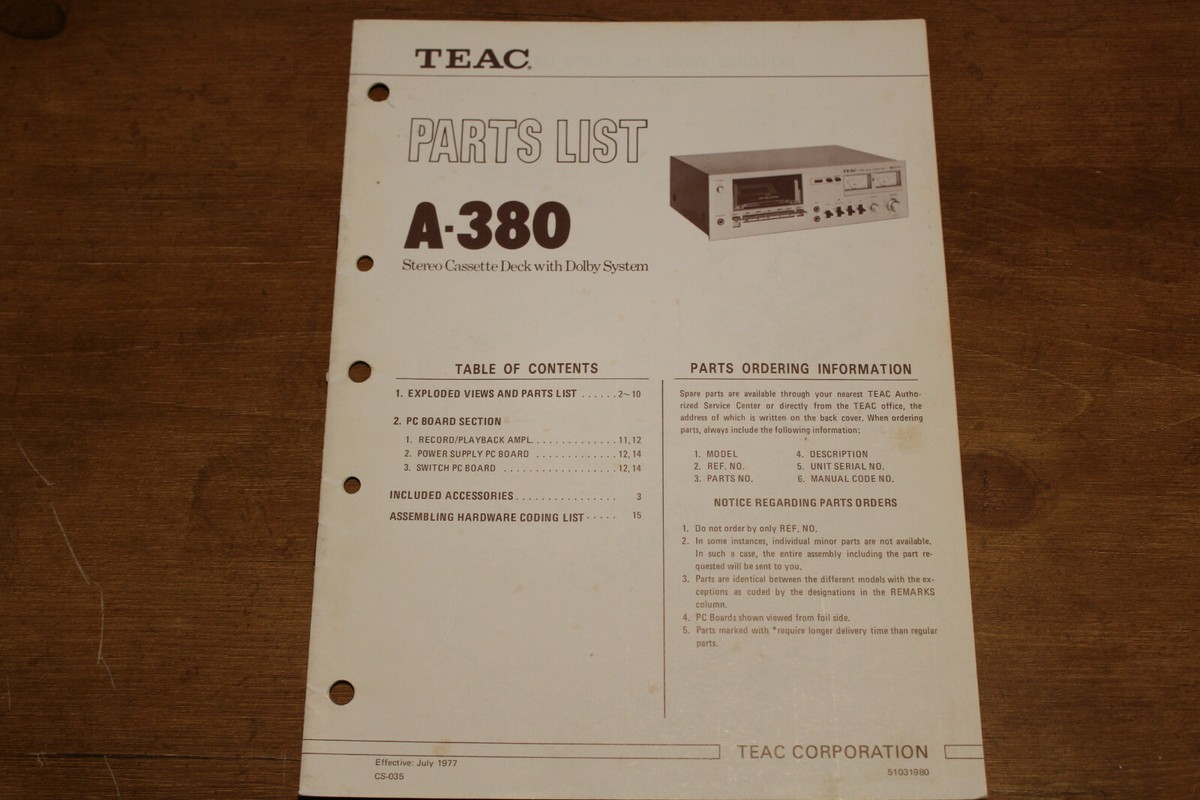 TEAC.
PARTS LIST
A-380
Stereo Cassette Deck with Dolby System
TEAC
TABLE OF CONTENTS
1. EXPLODED VIEWS AND PARTS LIST . . . . . . 2~10
2. PC BOARD SECTION
1. RECORD/PLAYBACK AMPL. . . . . . . . . . . . . . . 11, 12
2. POWER SUPPLY PC BOARD . . . . . . . . . . . . . 12, 14
3. SWITCH PC BOARD . . . . . . . . . . . . . . . . . . 12, 14
INCLUDED ACCESSORIES . . . . . . . . . . . . . . . . 3
ASSEMBLING HARDWARE CODING LIST . . . . . 15
PARTS ORDERING INFORMATION
Spare parts are available through your nearest TEAC Autho-
rized Service Center or directly from the TEAC office, the
address of which is written on the back cover. When ordering
parts, always include the following information:
1. MODEL 4. DESCRIPTION
2. REF. NO. 5. UNIT SERIAL NO.
3. PARTS NO. 6. MANUAL CODE NO.
NOTICE REGARDING PARTS ORDERS
1. Do not order by only REF. NO.
2. In some instances, individual minor parts are not available.
In such a case, the entire assembly including the part re-
quested will be sent to you.
3. Parts are identical between the different models with the ex-
ceptions as coded by the designations in the REMARKS
column.
4. PC Boards shown viewed from foil side.
5. Parts marked with *require longer delivery time than regular
parts.
TEAC CORPORATION
Effective: July 1977
CS-035
51031980